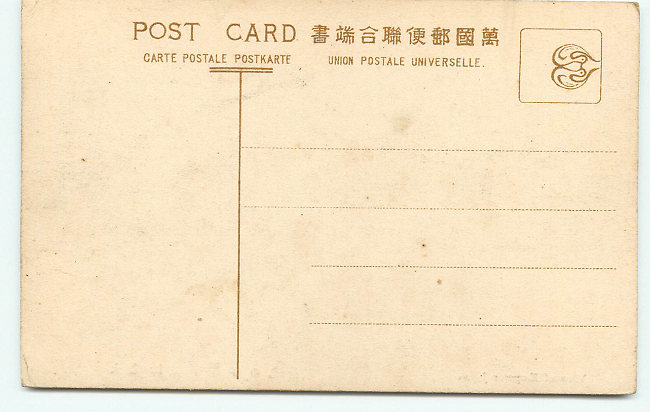 POST CARD 書端合聯便郵國萬
CARTE POSTALE POSTKARTE UNION POSTALE UNIVERSELLE.